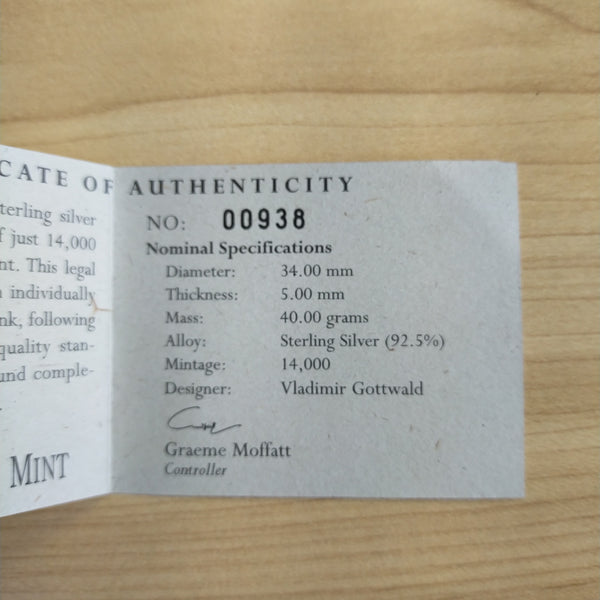 CATE OF AUTHENTICITY
terling silver
f just 14,000
nt. This legal
individually
nk, following
quality stan-
und comple-
MINT
NO: 00938
Nominal Specifications
Diameter: 34.00 mm
Thickness: 5.00 mm
Mass: 40.00 grams
Alloy: Sterling Silver (92.5%)
Mintage: 14,000
Designer: Vladimir Gottwald
Graeme Moffatt
Controller